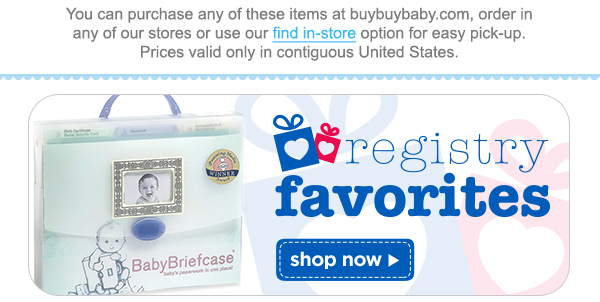 You can purchase any of these items at buybuybaby.com, order in
any of our stores or use our find in-store option for easy pick-up.
Prices valid only in contiguous United States.
WINNER
BabyBriefcase®
baby's paperwork in one place!
registry
favorites
shop now